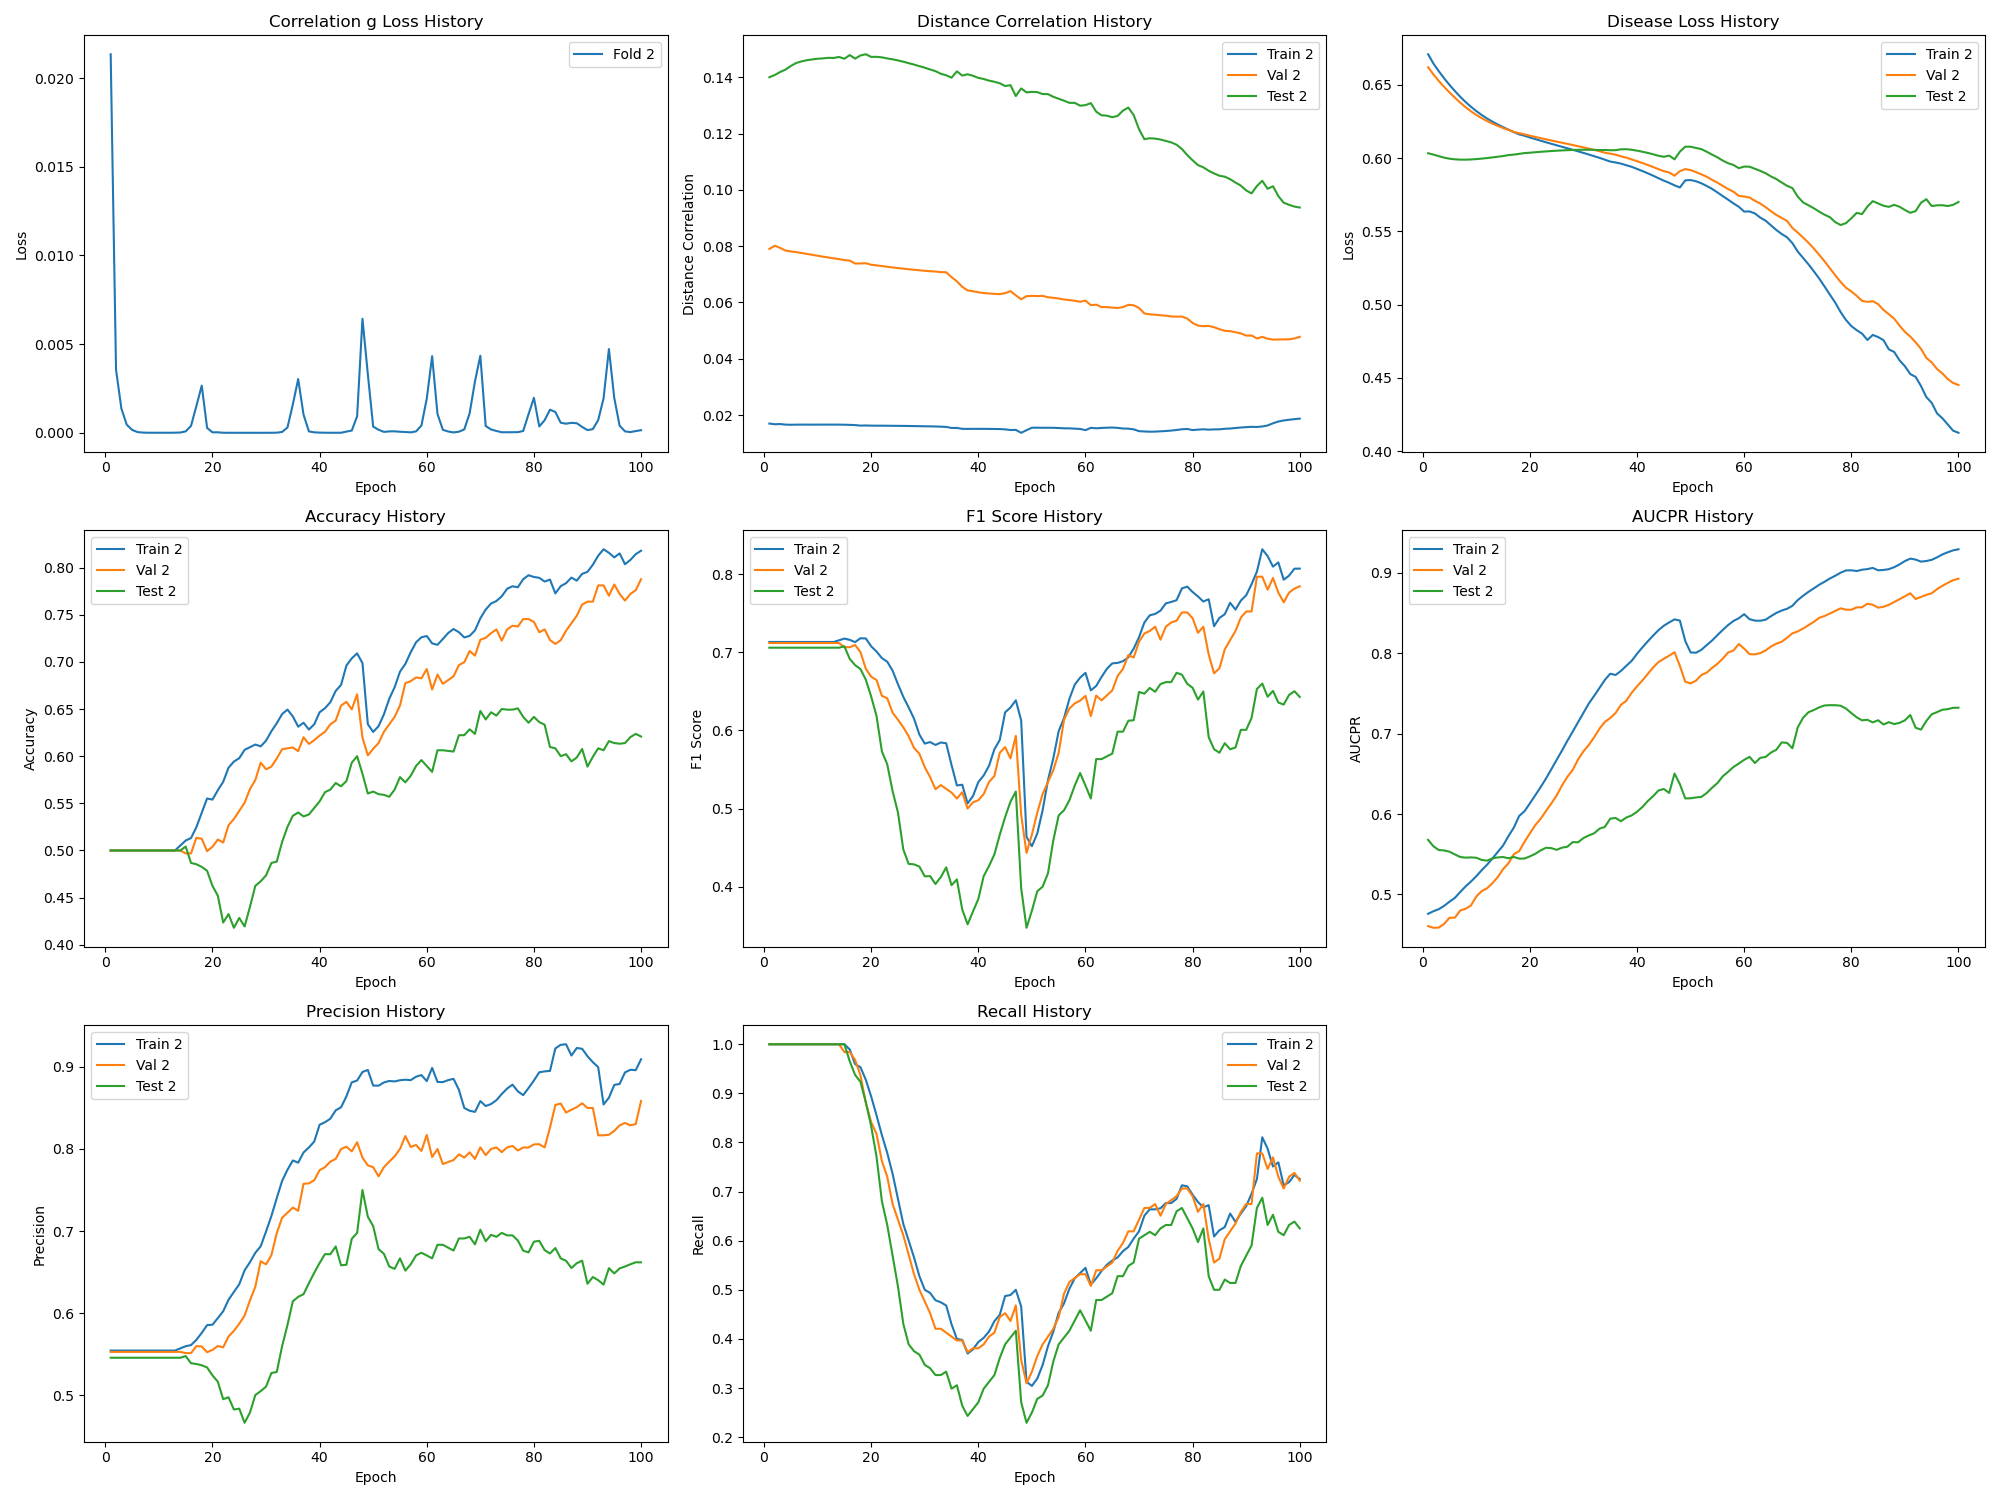 Correlation g Loss History
Loss
0.020
0.015
0.010
0.005
0.000
Fold 2
0 20 40 60 80 100
Epoch
Distance Correlation History
Distance Correlation
0.14
0.12
0.10
0.08
0.06
0.04
0.02
Train 2
Val 2
Test 2
0 20 40 60 80 100
Epoch
Disease Loss History
Loss
0.65
0.60
0.55
0.50
0.45
0.40
Train 2
Val 2
Test 2
0 20 40 60 80 100
Epoch
Accuracy History
Accuracy
0.80
0.75
0.70
0.65
0.60
0.55
0.50
0.45
0.40
Train 2
Val 2
Test 2
0 20 40 60 80 100
Epoch
F1 Score History
F1 Score
0.8
0.7
0.6
0.5
0.4
Train 2
Val 2
Test 2
0 20 40 60 80 100
Epoch
AUCPR History
AUCPR
0.9
0.8
0.7
0.6
0.5
Train 2
Val 2
Test 2
0 20 40 60 80 100
Epoch
Precision History
Precision
0.9
0.8
0.7
0.6
0.5
Train 2
Val 2
Test 2
0 20 40 60 80 100
Epoch
Recall History
Recall
1.0
0.9
0.8
0.7
0.6
0.5
0.4
0.3
0.2
Train 2
Val 2
Test 2
0 20 40 60 80 100
Epoch